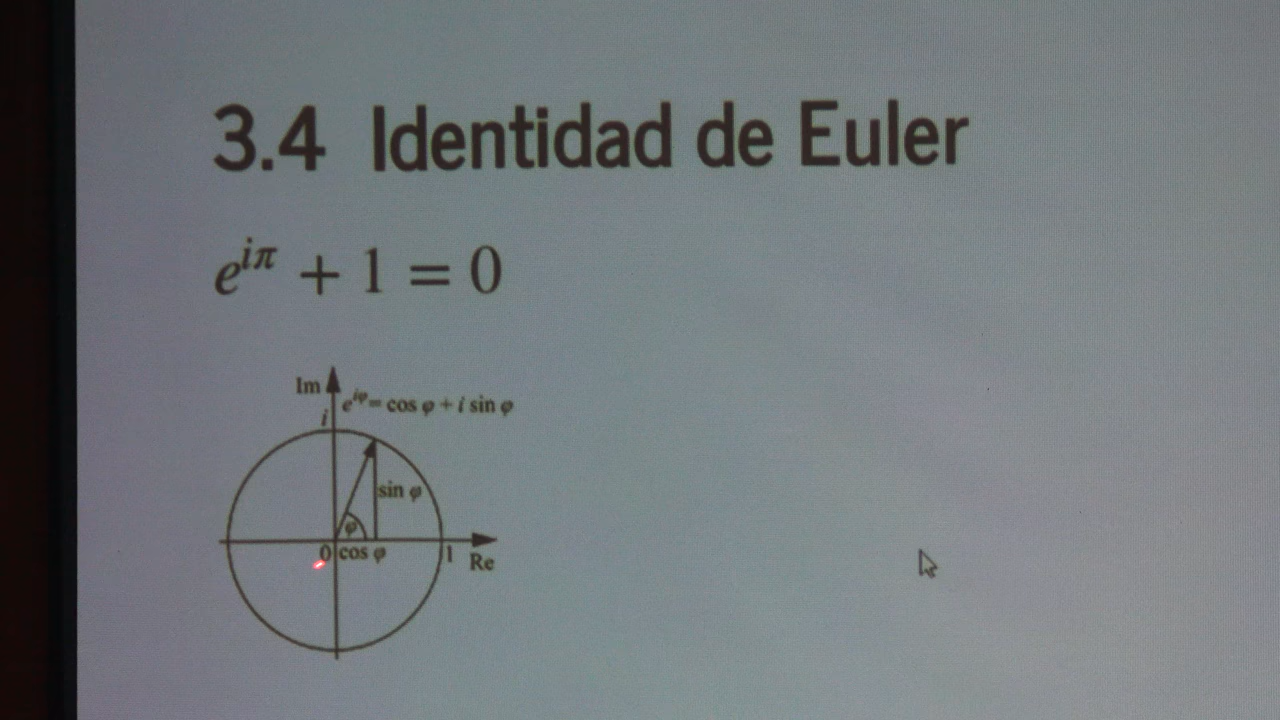 3.4 Identidad de Euler
e^{iπ} + 1 = 0
Im
e^{iφ} = cos φ + i sin φ
i
sin φ
φ
0 cos φ 1 Re